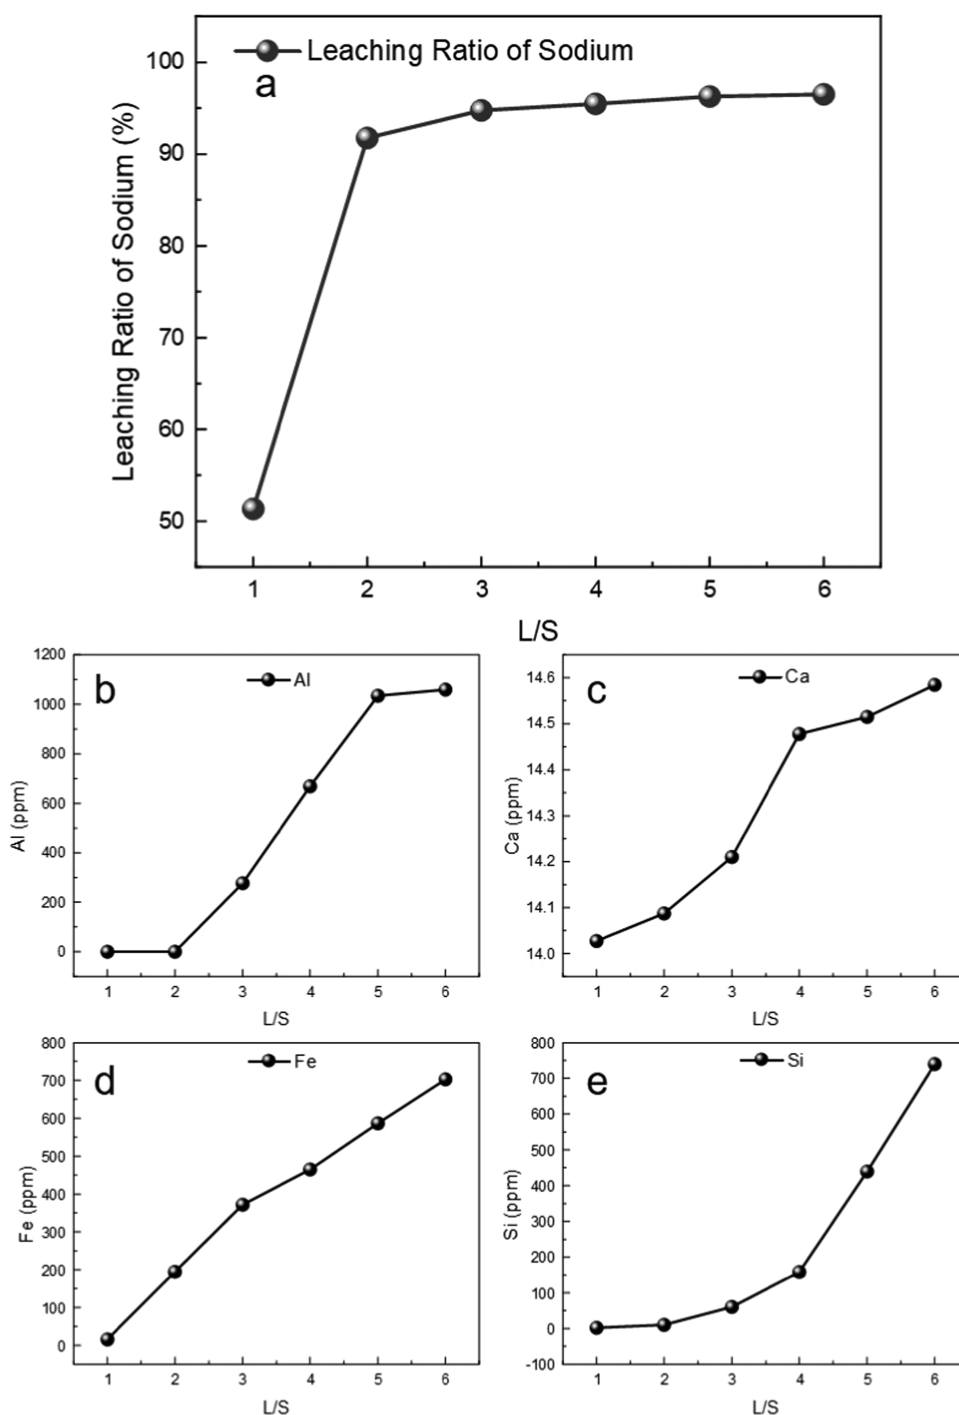 Leaching Ratio of Sodium
a
Leaching Ratio of Sodium (%)
100
90
80
70
60
50
1 2 3 4 5 6
L/S
b
Al
Al (ppm)
1200
1000
800
600
400
200
0
1 2 3 4 5 6
L/S
c
Ca
Ca (ppm)
14.6
14.5
14.4
14.3
14.2
14.1
14.0
1 2 3 4 5 6
L/S
d
Fe
Fe (ppm)
800
700
600
500
400
300
200
100
0
1 2 3 4 5 6
L/S
e
Si
Si (ppm)
800
700
600
500
400
300
200
100
0
-100
1 2 3 4 5 6
L/S